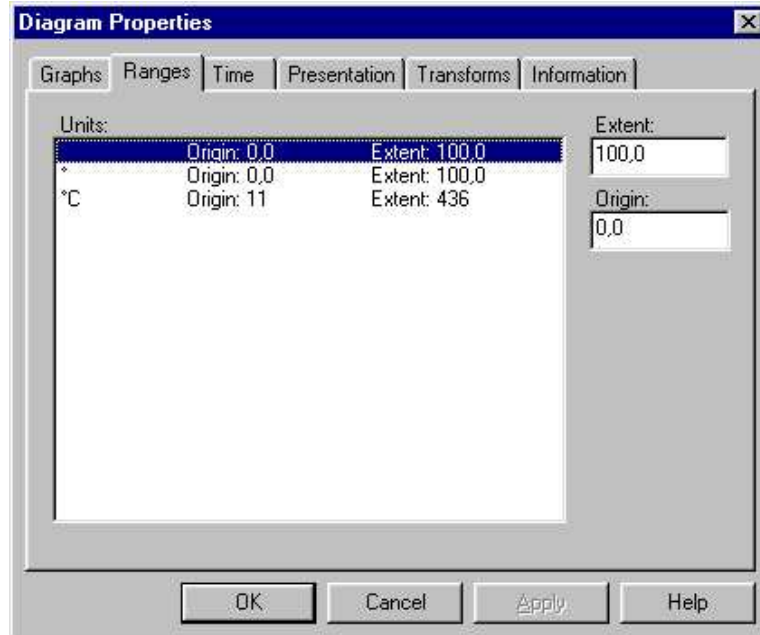 Diagram Properties
Graphs Ranges Time Presentation Transforms Information
Units:
Origin: 0,0 Extent: 100,0
° Origin: 0,0 Extent: 100,0
°C Origin: 11 Extent: 436
Extent:
100,0
Origin:
0,0
OK Cancel Apply Help